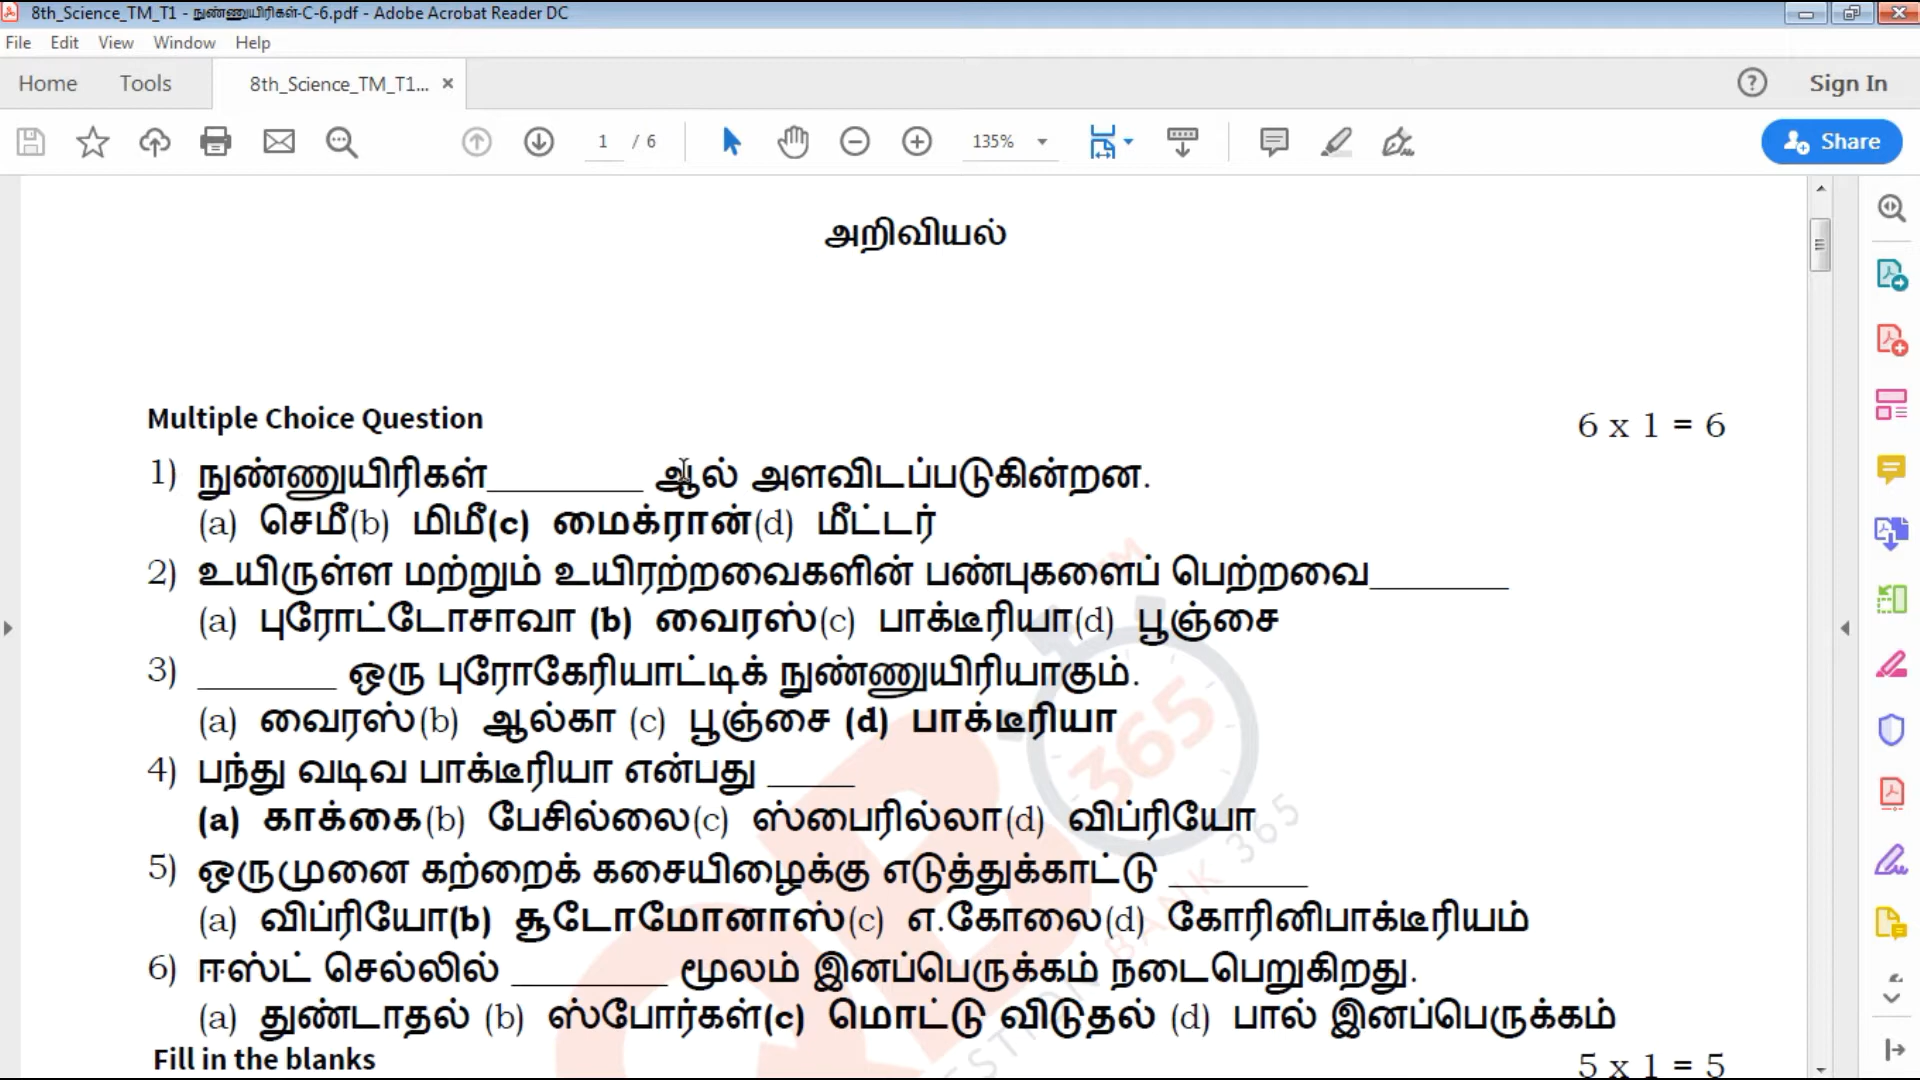 8th_Science_TM_T1 - நுண்ணுயிரிகள்-C-6.pdf - Adobe Acrobat Reader DC
File Edit View Window Help
Home Tools 8th_Science_TM_T1... × Sign In
1 / 6 135% Share
அறிவியல்
Multiple Choice Question 6 x 1 = 6
1) நுண்ணுயிரிகள்_________ ஆல் அளவிடப்படுகின்றன.
(a) செமீ(b) மிமீ(c) மைக்ரான்(d) மீட்டர்
2) உயிருள்ள மற்றும் உயிரற்றவைகளின் பண்புகளைப் பெற்றவை________
(a) புரோட்டோசாவா (b) வைரஸ்(c) பாக்டீரியா(d) பூஞ்சை
3) ________ ஒரு புரோகேரியாட்டிக் நுண்ணுயிரியாகும்.
(a) வைரஸ்(b) ஆல்கா (c) பூஞ்சை (d) பாக்டீரியா
4) பந்து வடிவ பாக்டீரியா என்பது _____
(a) காக்கை(b) பேசில்லை(c) ஸ்பைரில்லா(d) விப்ரியோ
5) ஒருமுனை கற்றைக் கசையிழைக்கு எடுத்துக்காட்டு ________
(a) விப்ரியோ(b) சூடோமோனாஸ்(c) எ.கோலை(d) கோரினிபாக்டீரியம்
6) ஈஸ்ட் செல்லில் _________ மூலம் இனப்பெருக்கம் நடைபெறுகிறது.
(a) துண்டாதல் (b) ஸ்போர்கள்(c) மொட்டு விடுதல் (d) பால் இனப்பெருக்கம்
Fill in the blanks 5 x 1 = 5
365